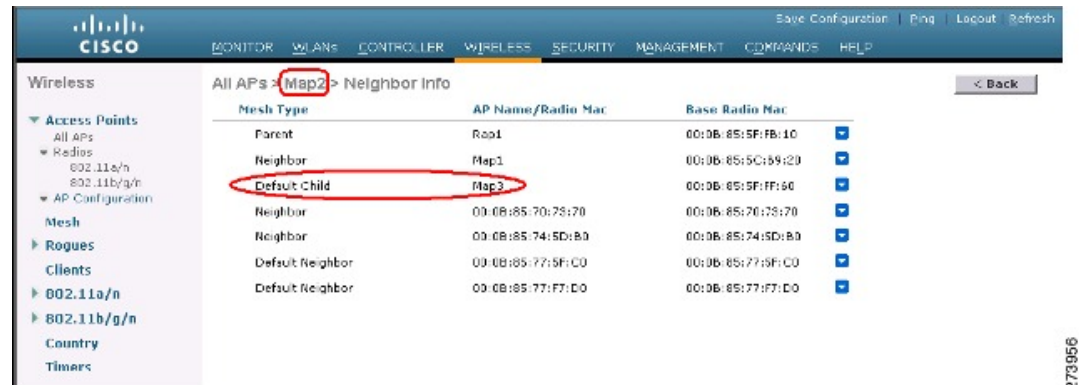 Save Configuration | Ping | Logout | Refresh
CISCO
MONITOR WLANs CONTROLLER WIRELESS SECURITY MANAGEMENT COMMANDS HELP
Wireless
All APs > Map2 > Neighbor Info
< Back
Mesh Type AP Name/Radio Mac Base Radio Mac
Parent Rap1 00:0B:85:5F:FB:10
Neighbor Map1 00:0B:85:5C:B9:20
Default Child Map3 00:0B:85:5F:FF:60
Neighbor 00:0B:85:70:73:70 00:0B:85:70:73:70
Neighbor 00:0B:85:74:5D:B0 00:0B:85:74:5D:B0
Default Neighbor 00:0B:85:77:5F:C0 00:0B:85:77:5F:C0
Default Neighbor 00:0B:85:77:F7:D0 00:0B:85:77:F7:D0
Access Points
All APs
Radios
802.11a/n
802.11b/g/n
AP Configuration
Mesh
Rogues
Clients
802.11a/n
802.11b/g/n
Country
Timers
273956